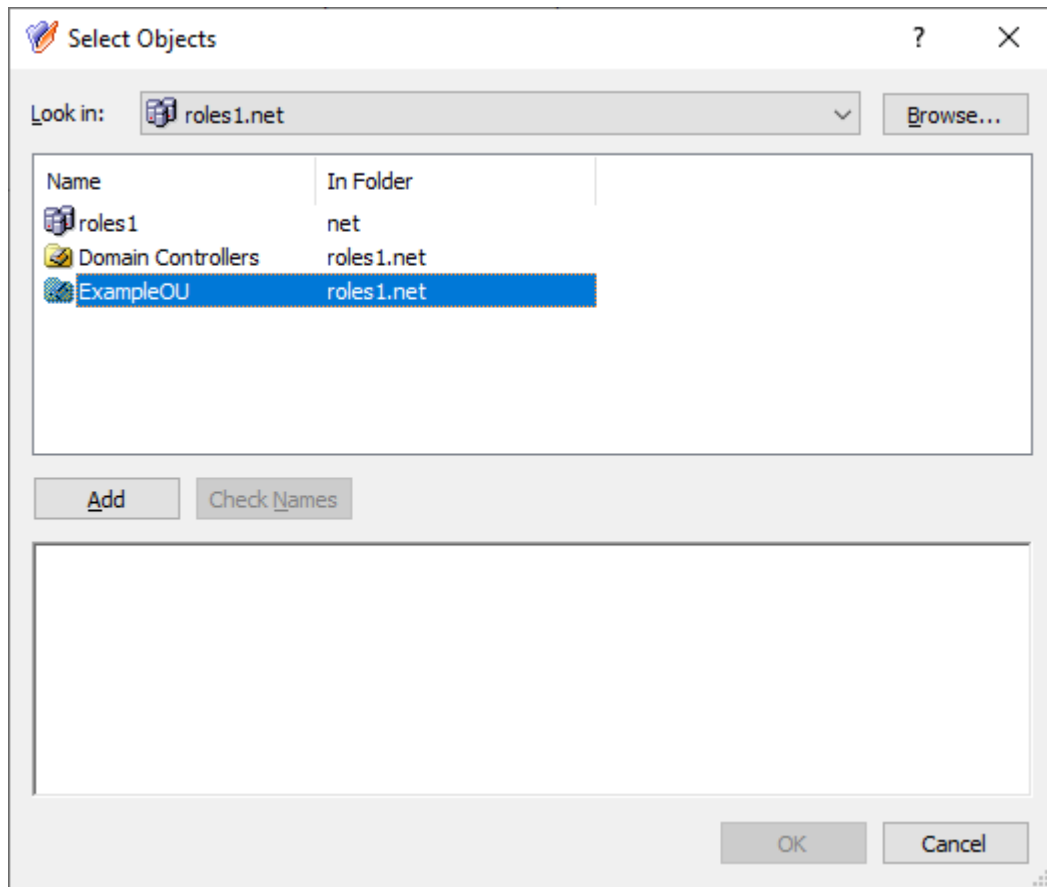 Select Objects ?
Look in: roles1.net Browse...
Name In Folder
roles1 net
Domain Controllers roles1.net
ExampleOU roles1.net
Add Check Names
OK Cancel